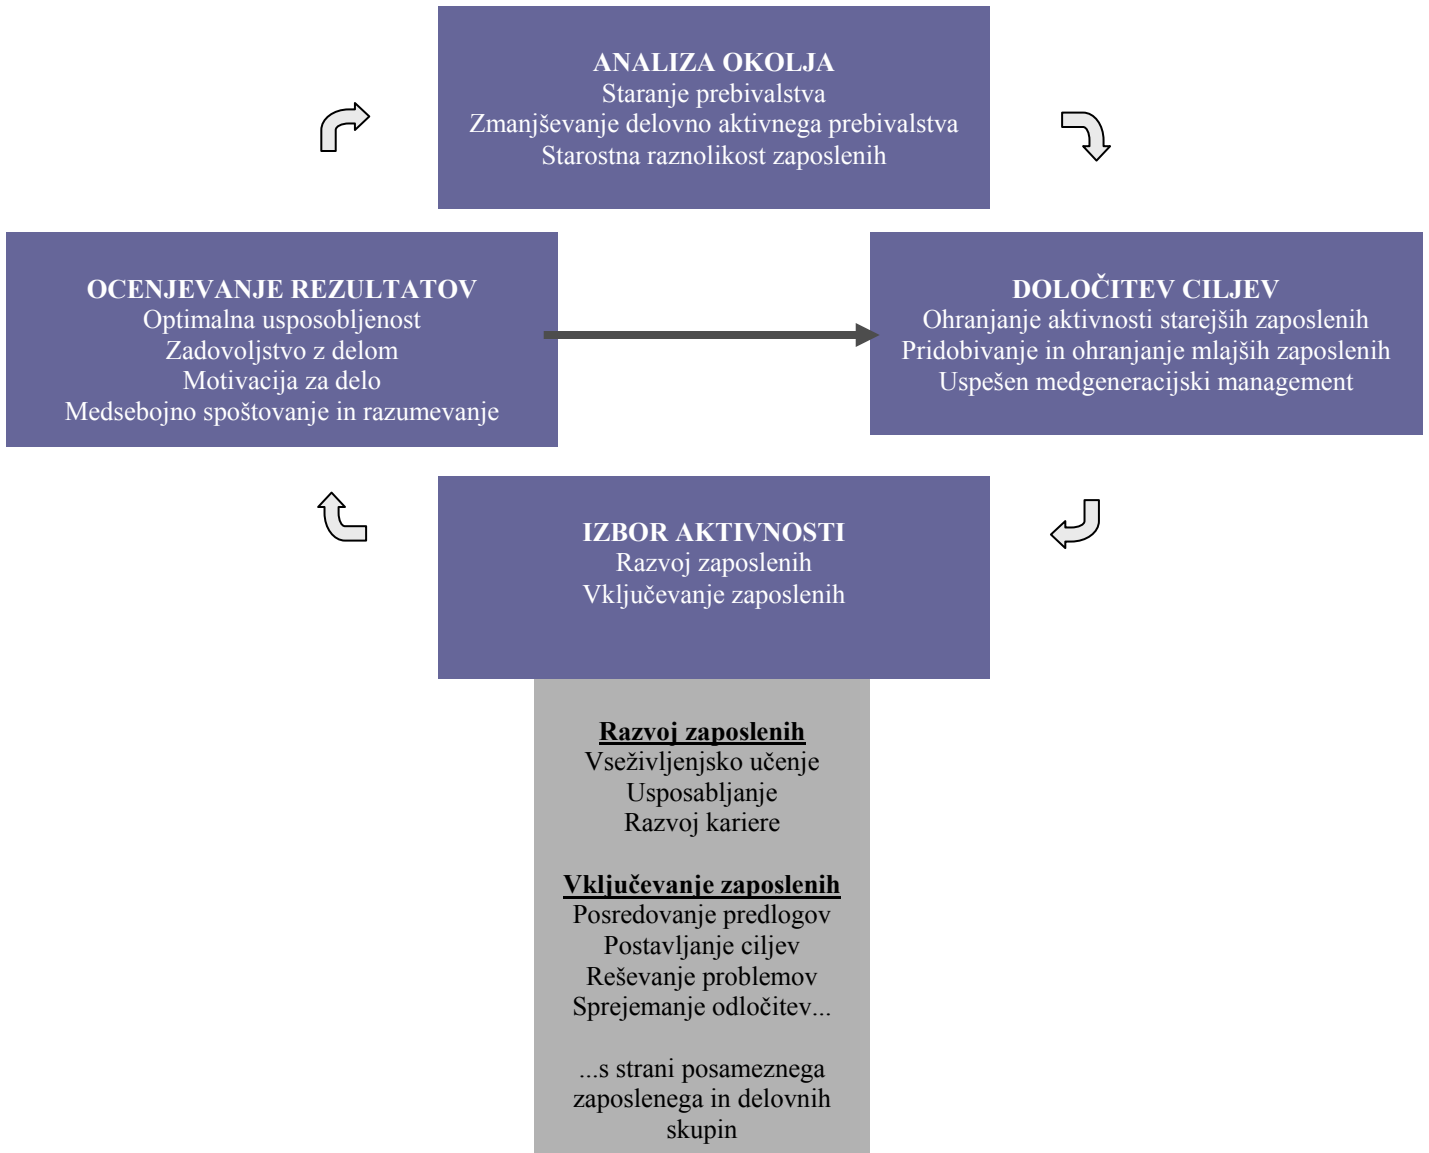 ANALIZA OKOLJA
Staranje prebivalstva
Zmanjševanje delovno aktivnega prebivalstva
Starostna raznolikost zaposlenih
OCENJEVANJE REZULTATOV
Optimalna usposobljenost
Zadovoljstvo z delom
Motivacija za delo
Medsebojno spoštovanje in razumevanje
DOLOČITEV CILJEV
Ohranjanje aktivnosti starejših zaposlenih
Pridobivanje in ohranjanje mlajših zaposlenih
Uspešen medgeneracijski management
IZBOR AKTIVNOSTI
Razvoj zaposlenih
Vključevanje zaposlenih
Razvoj zaposlenih
Vseživljenjsko učenje
Usposabljanje
Razvoj kariere
Vključevanje zaposlenih
Posredovanje predlogov
Postavljanje ciljev
Reševanje problemov
Sprejemanje odločitev...
...s strani posameznega
zaposlenega in delovnih
skupin